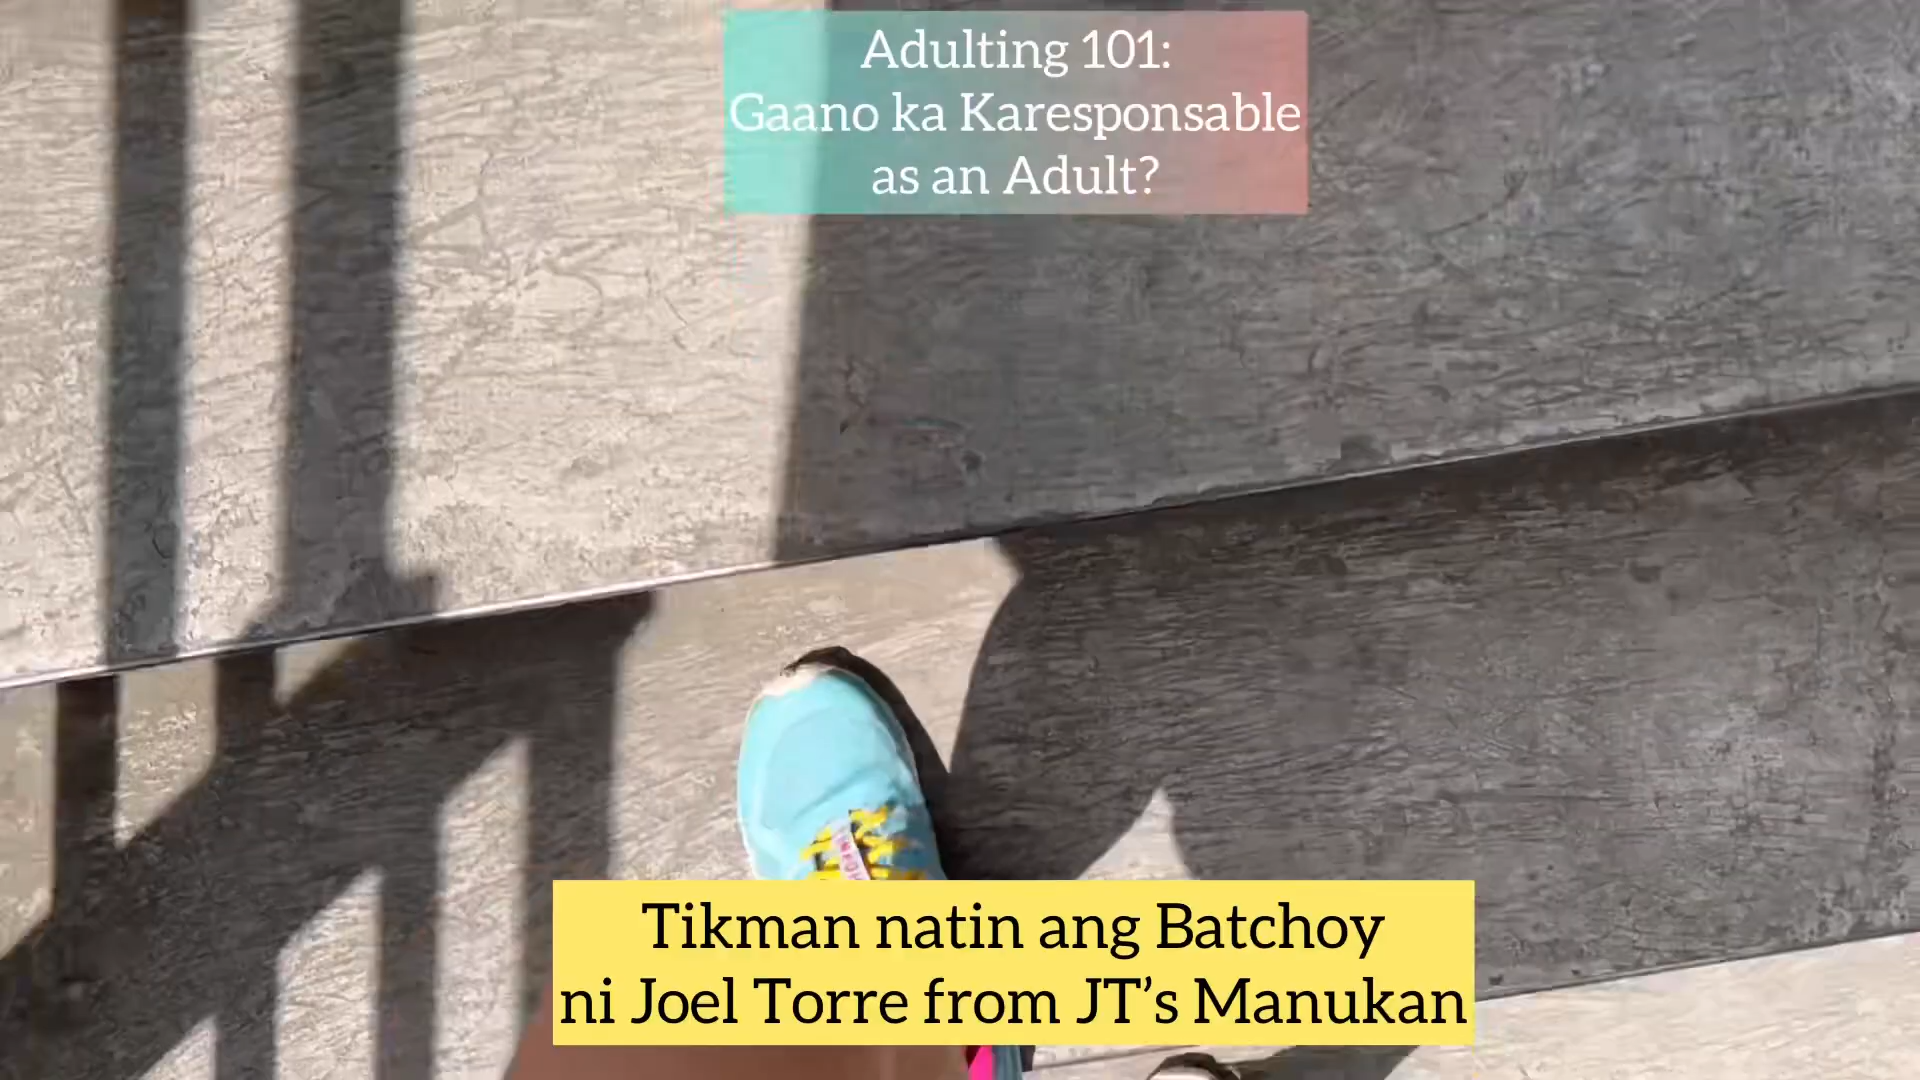 Adulting 101:
Gaano ka Karesponsable
as an Adult?
Tikman natin ang Batchoy
ni Joel Torre from JT's Manukan